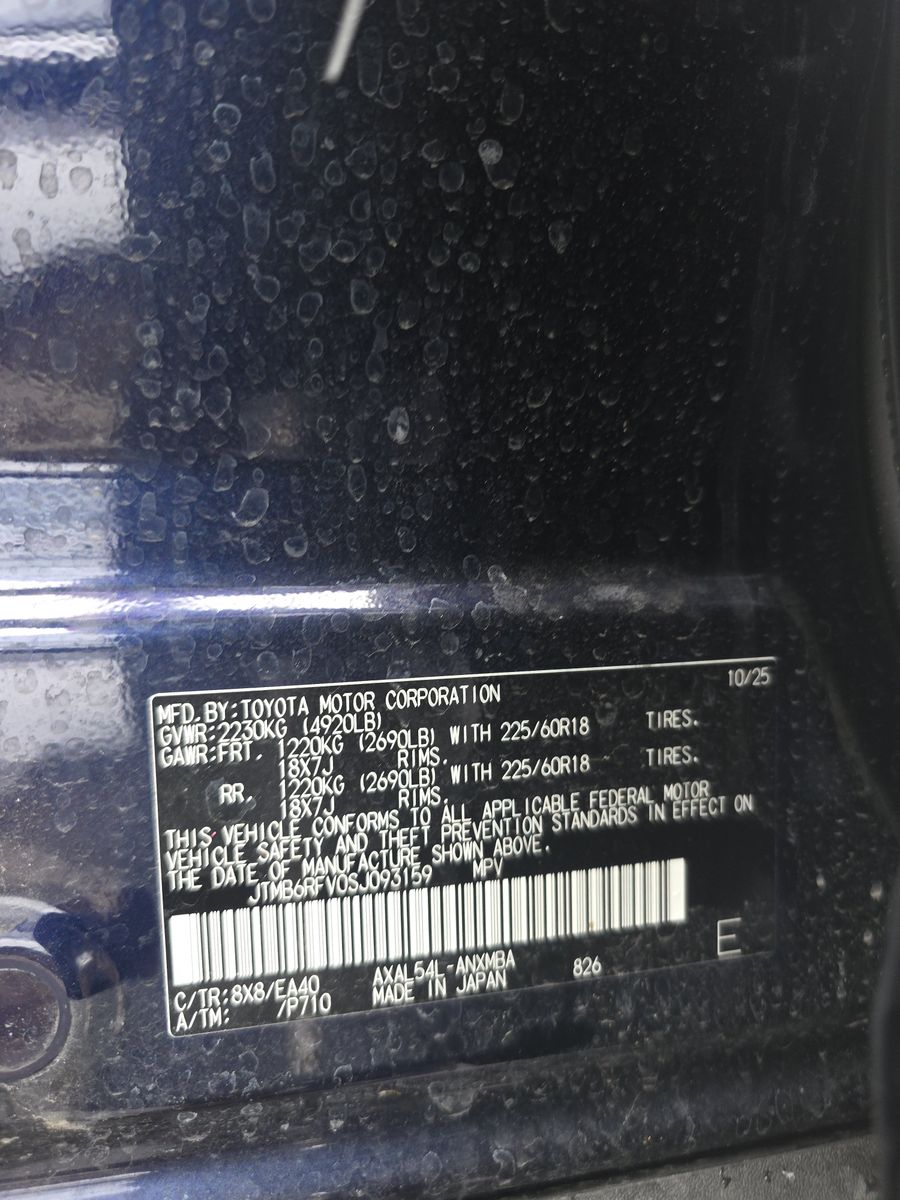 10/25
MFD. BY:TOYOTA MOTOR CORPORATION
GVWR:2230KG (4920LB)
GAWR:FRT. 1220KG (2690LB) WITH 225/60R18 TIRES.
18X7J RIMS.
RR. 1220KG (2690LB) WITH 225/60R18 TIRES.
18X7J RIMS.
THIS VEHICLE CONFORMS TO ALL APPLICABLE FEDERAL MOTOR
VEHICLE SAFETY AND THEFT PREVENTION STANDARDS IN EFFECT ON
THE DATE OF MANUFACTURE SHOWN ABOVE.
JTMB6RFV0SJ093159 MPV
E
C/TR:8X8/EA40 AXAL54L-ANXMBA 826
A/TM: /P710 MADE IN JAPAN